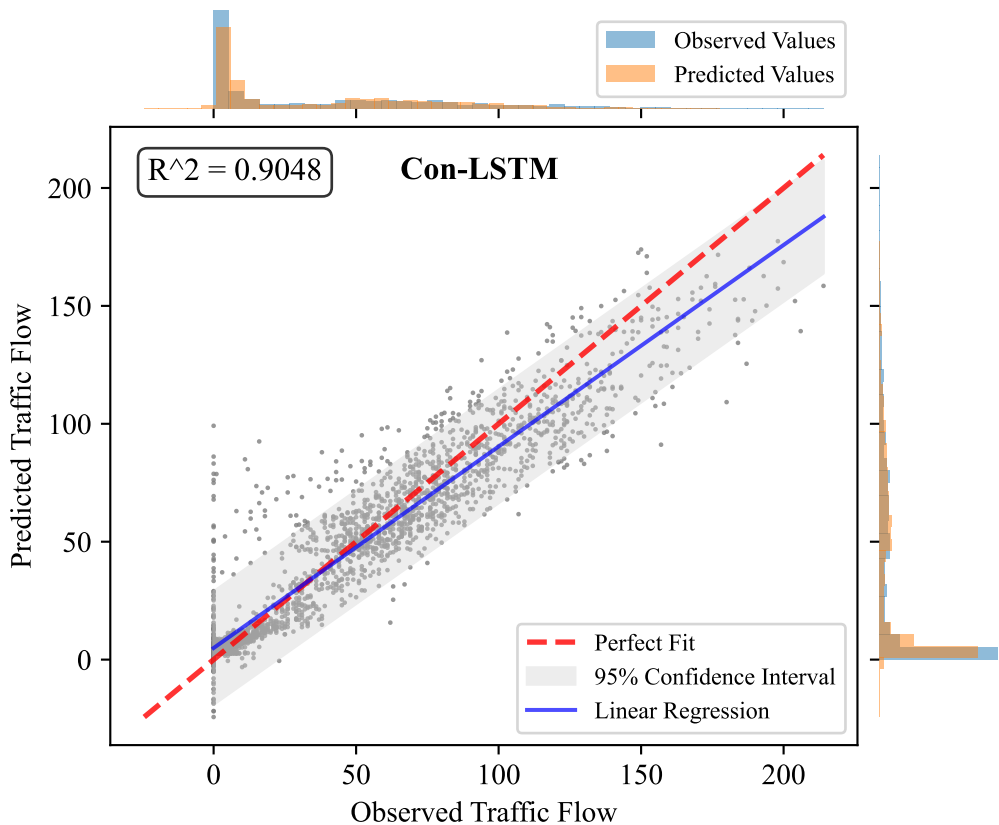 Observed Values
Predicted Values
R^2 = 0.9048
Con-LSTM
200
150
100
50
0
Predicted Traffic Flow
Perfect Fit
95% Confidence Interval
Linear Regression
0
50
100
150
200
Observed Traffic Flow